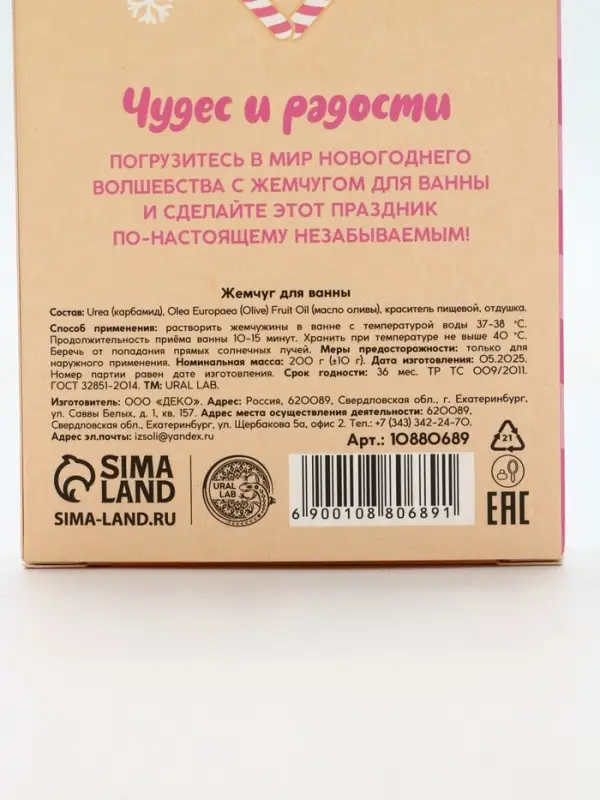 Чудес и радости
ПОГРУЗИТЕСЬ В МИР НОВОГОДНЕГО
ВОЛШЕБСТВА С ЖЕМЧУГОМ ДЛЯ ВАННЫ
И СДЕЛАЙТЕ ЭТОТ ПРАЗДНИК
ПО-НАСТОЯЩЕМУ НЕЗАБЫВАЕМЫМ!
Жемчуг для ванны
Состав: Urea (карбамид), Olea Europaea (Olive) Fruit Oil (масло оливы), краситель пищевой, отдушка.
Способ применения: растворить жемчужины в ванне с температурой воды 37-38 °С.
Продолжительность приёма ванны 10-15 минут. Хранить при температуре не выше 40 °С.
Беречь от попадания прямых солнечных лучей. Меры предосторожности: только для
наружного применения. Номинальная масса: 200 г (±10 г). Дата изготовления: 05.2025.
Номер партии равен дате изготовления. Срок годности: 36 мес. ТР ТС 009/2011.
ГОСТ 32851-2014. ТМ: URAL LAB.
Изготовитель: ООО «ДЕКО». Адрес: Россия, 620089, Свердловская обл., г. Екатеринбург,
ул. Саввы Белых, д. 1, кв. 157. Адрес места осуществления деятельности: 620089,
Свердловская обл., г. Екатеринбург, ул. Щербакова 5а, офис 2. Тел.: +7 (343) 342-24-70.
Адрес эл.почты: izsoli@yandex.ru
Арт.: 10880689
21
SIMA
LAND
SIMA-LAND.RU
URAL
LAB
6 900108 806891
EAC